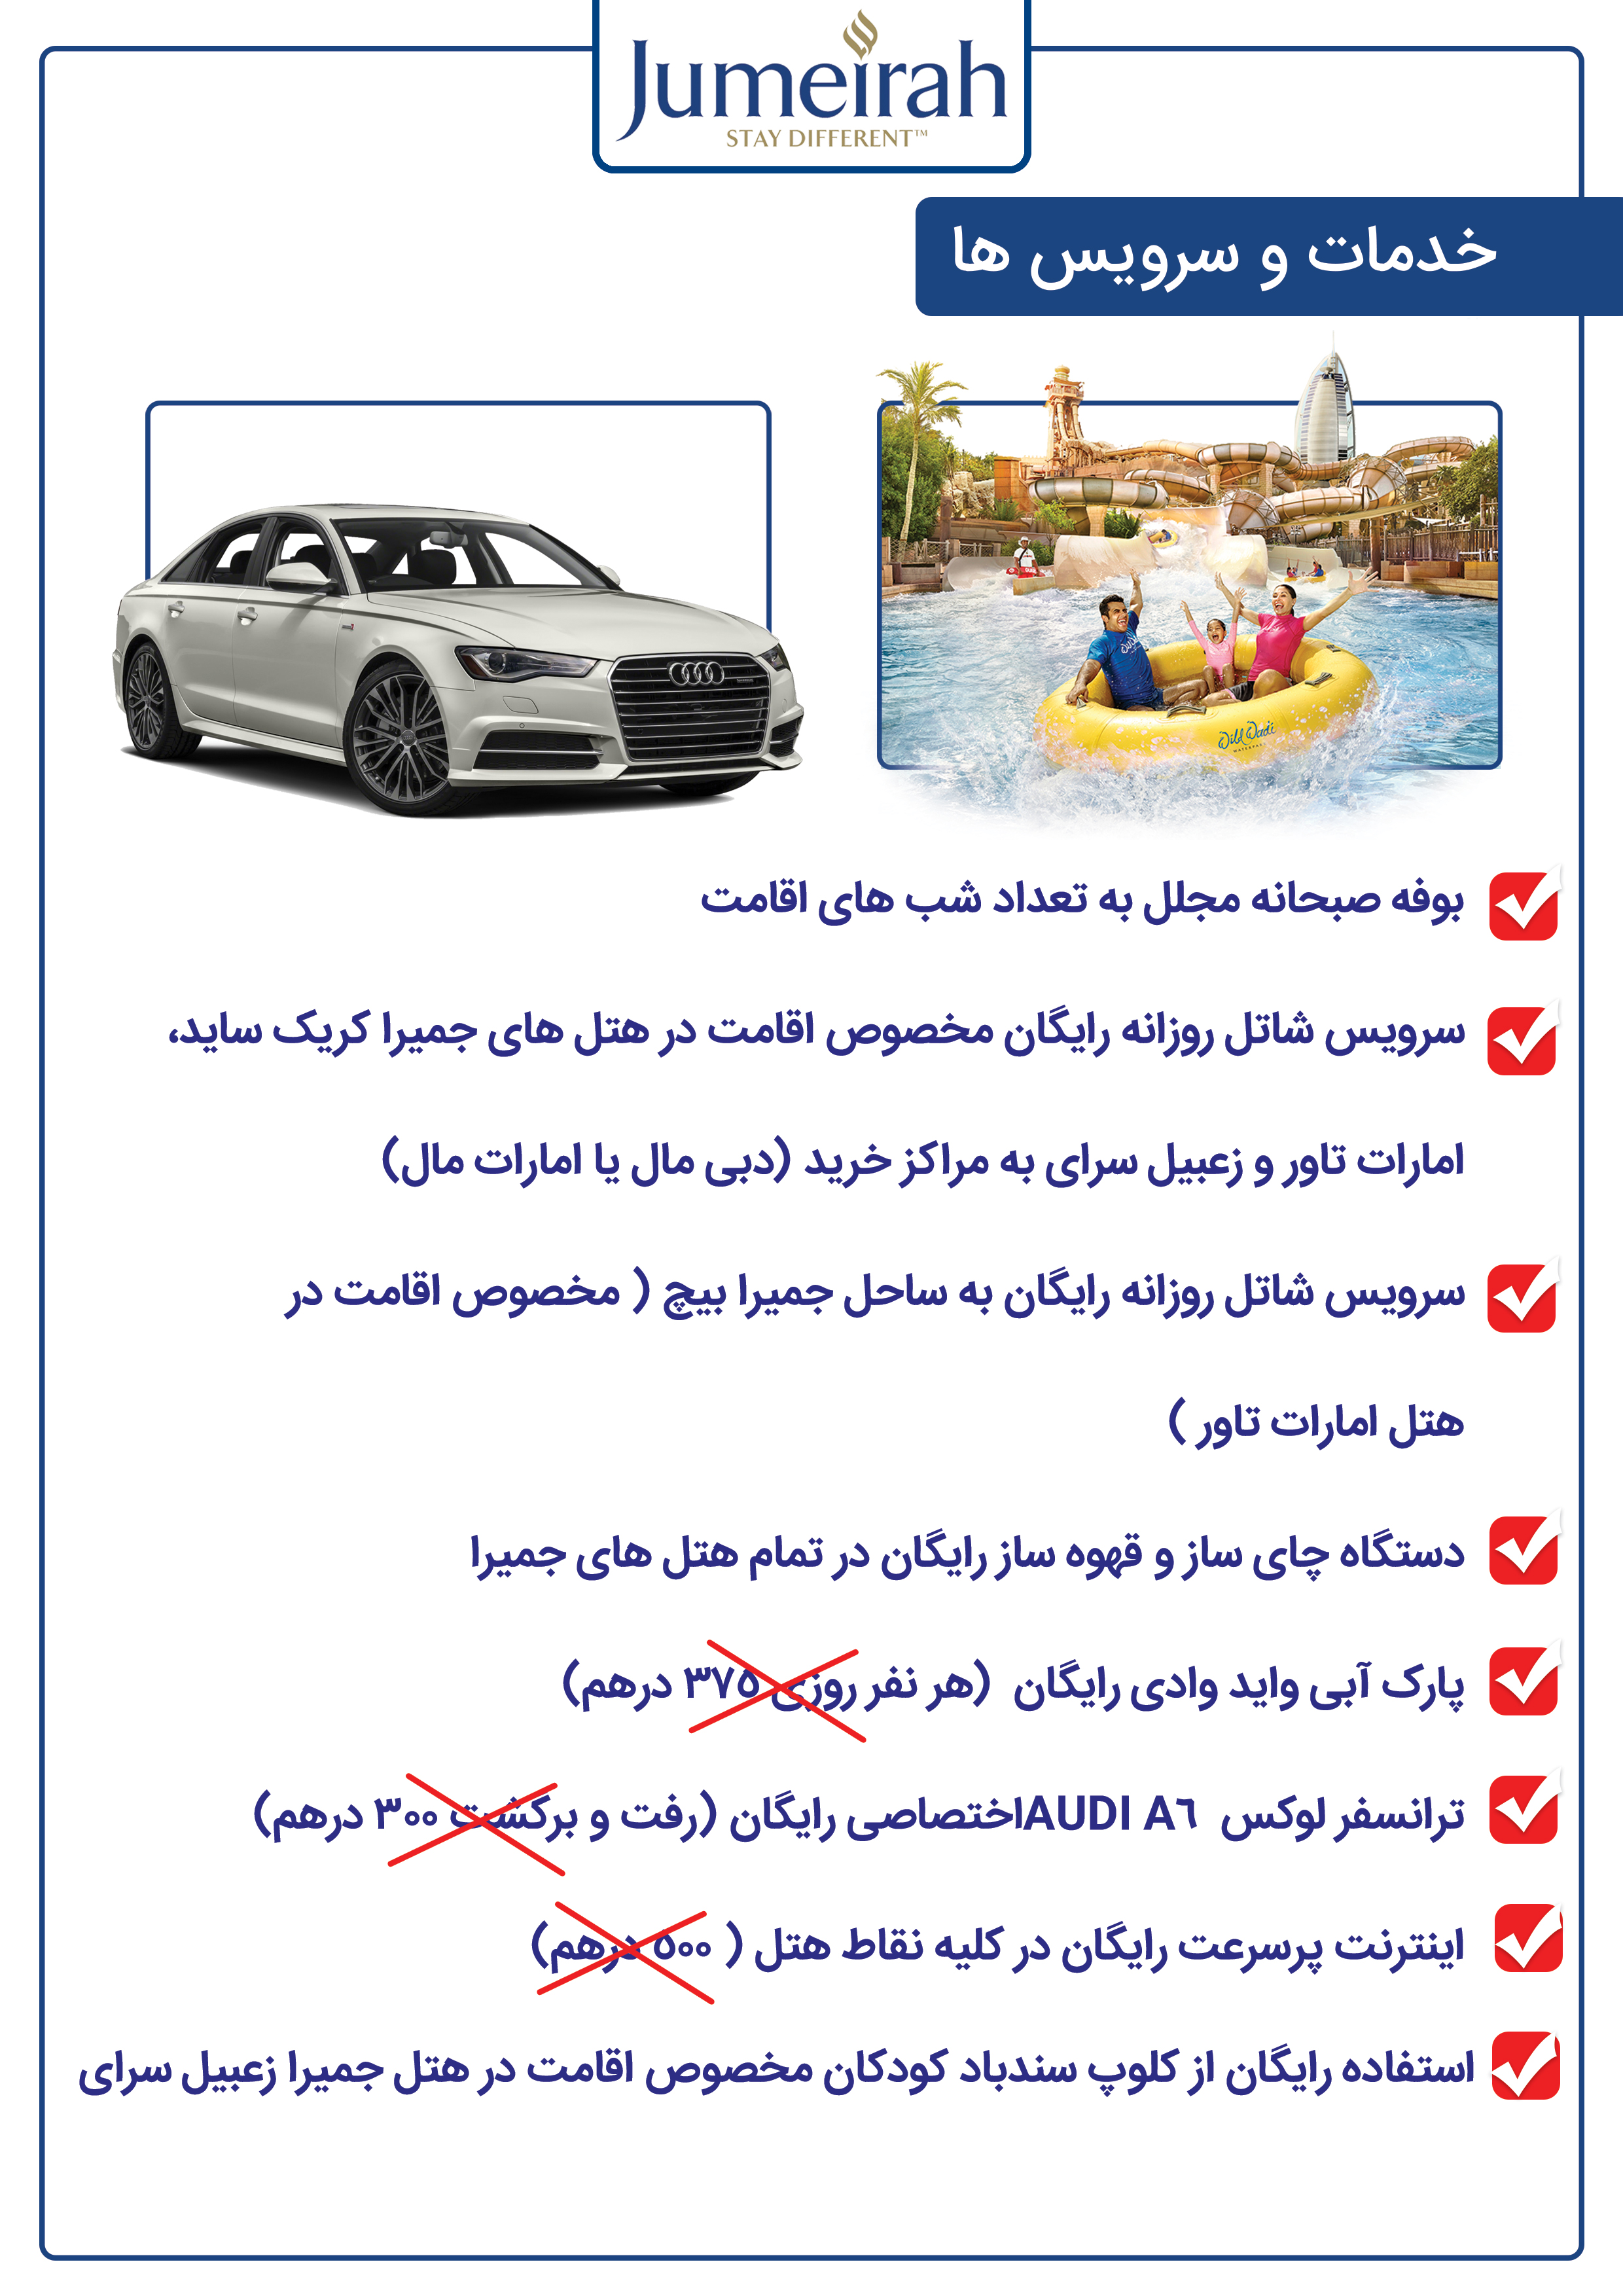 Jumeirah
STAY DIFFERENT™
خدمات و سرویس ها
Wild Wadi
WATERPARK
بوفه صبحانه مجلل به تعداد شب های اقامت
سرویس شاتل روزانه رایگان مخصوص اقامت در هتل های جمیرا کریک ساید،
امارات تاور و زعبیل سرای به مراکز خرید (دبی مال یا امارات مال)
سرویس شاتل روزانه رایگان به ساحل جمیرا بیچ ( مخصوص اقامت در
هتل امارات تاور )
دستگاه چای ساز و قهوه ساز رایگان در تمام هتل های جمیرا
پارک آبی واید وادی رایگان (هر نفر روزی ۳۷۵ درهم)
ترانسفر لوکس AUDI A٦اختصاصی رایگان (رفت و برکشت ۳۰۰ درهم)
اینترنت پرسرعت رایگان در کلیه نقاط هتل ( ۵۰۰ درهم)
استفاده رایگان از کلوپ سندباد کودکان مخصوص اقامت در هتل جمیرا زعبیل سرای